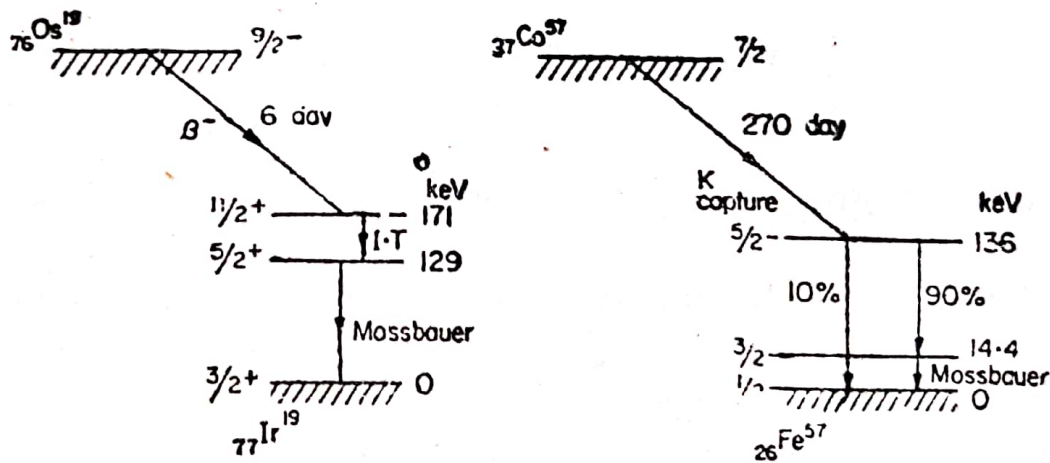 ₇₆Os¹⁹
9/2-
β-
6 dav
keV
11/2+
171
I·T
5/2+
129
Mossbauer
3/2+
0
₇₇Ir¹⁹
₃₇Co⁵⁷
7/2
270 day
K
capture
keV
5/2-
136
10%
90%
3/2
14·4
Mossbauer
0
₂₆Fe⁵⁷